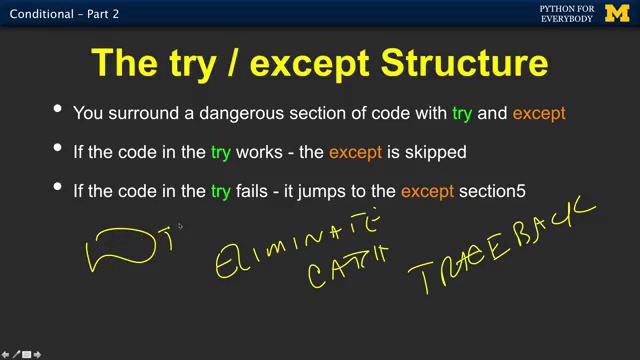 Conditional – Part 2
PYTHON FOR
EVERYBODY
The try / except Structure
• You surround a dangerous section of code with try and except
• If the code in the try works - the except is skipped
• If the code in the try fails - it jumps to the except section5
T
ELIMINATE
CATCH
TRACEBACK